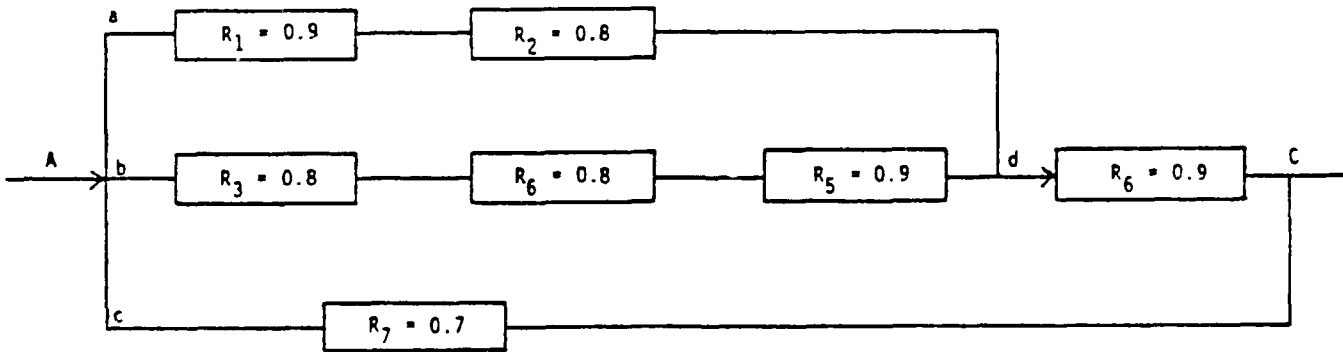 a
R₁ = 0.9
R₂ = 0.8
A
b
R₃ = 0.8
R₆ = 0.8
R₅ = 0.9
d
R₆ = 0.9
C
c
R₇ = 0.7